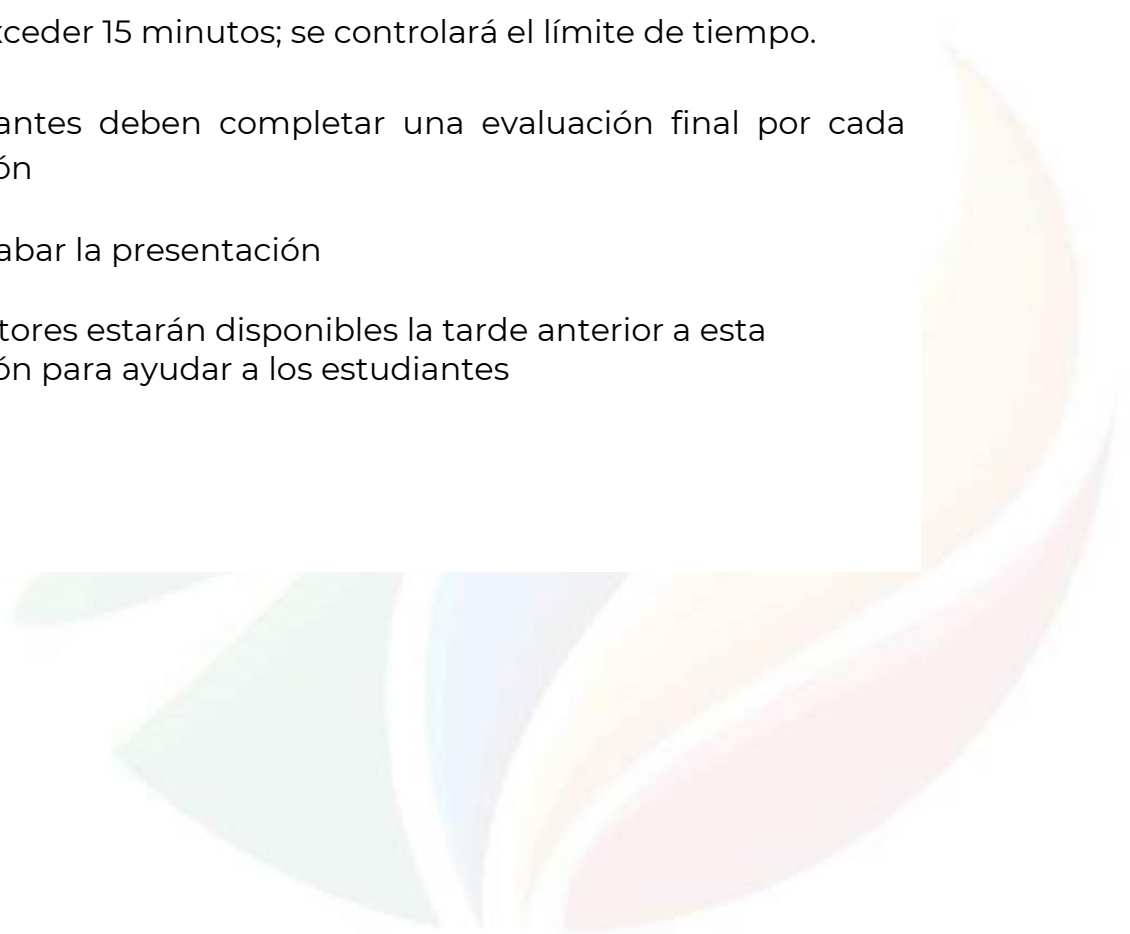 xceder 15 minutos; se controlará el límite de tiempo.
antes deben completar una evaluación final por cada
ón
abar la presentación
tores estarán disponibles la tarde anterior a esta
ón para ayudar a los estudiantes